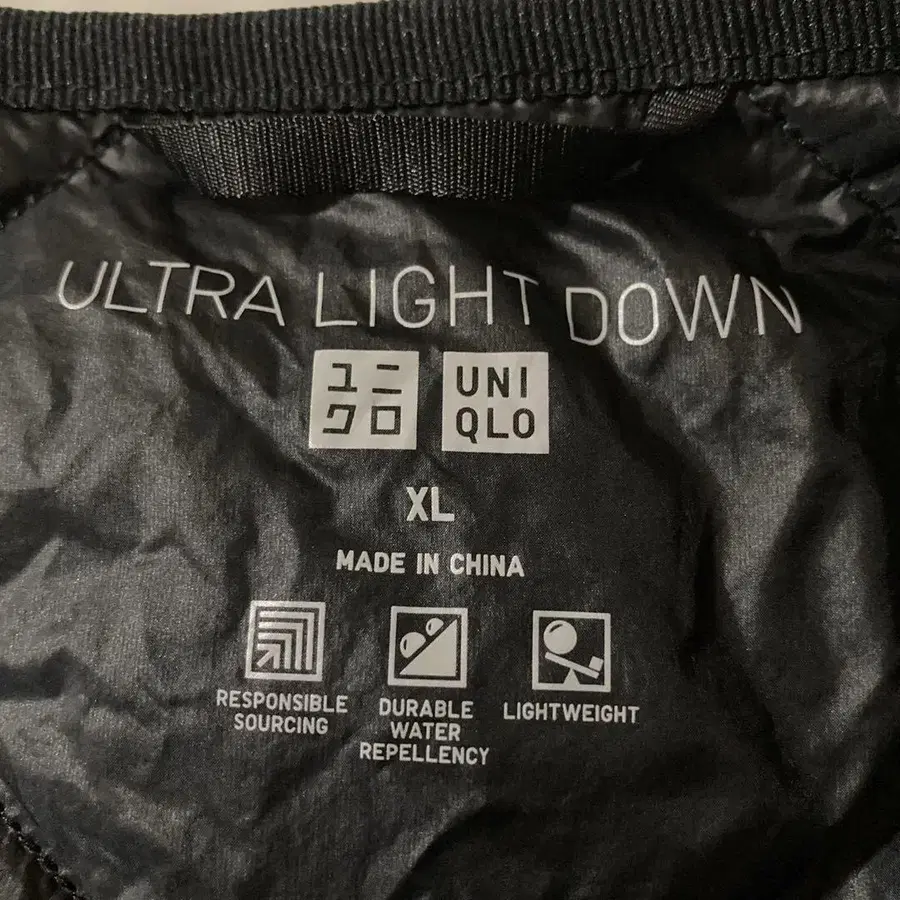 ULTRA LIGHT DOWN
ユニ
クロ
UNI
QLO
XL
MADE IN CHINA
RESPONSIBLE
SOURCING
DURABLE
WATER
REPELLENCY
LIGHTWEIGHT